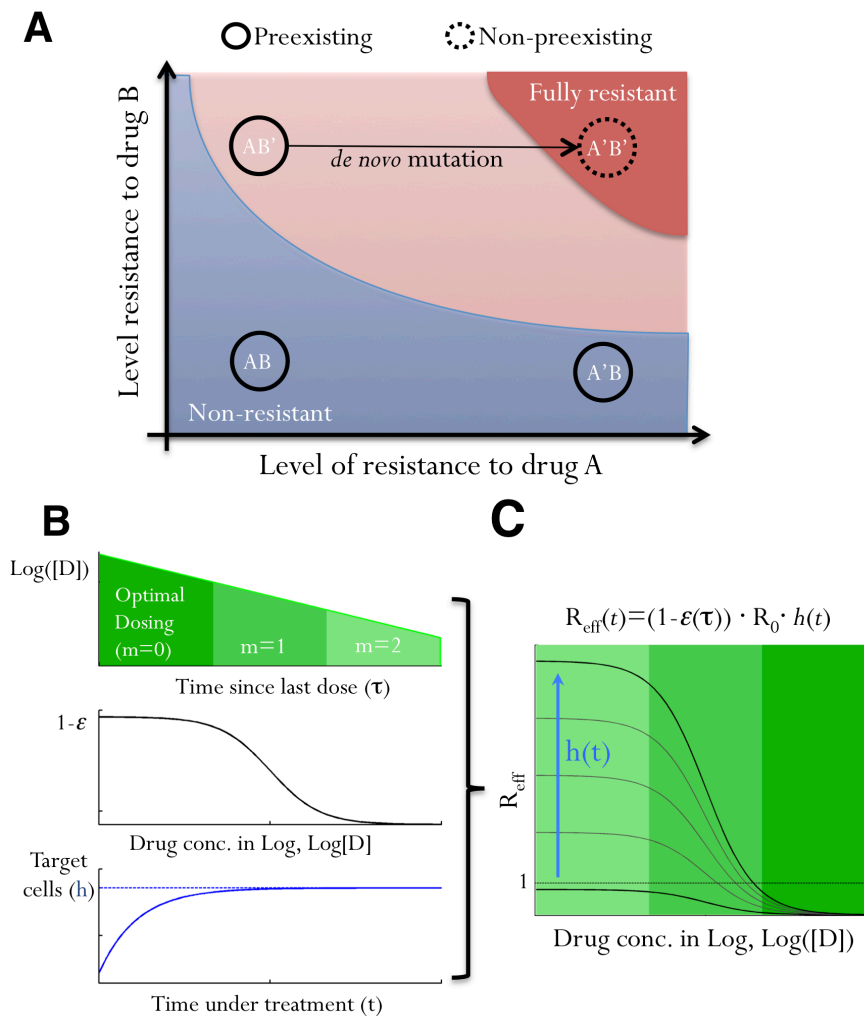 A
Preexisting
Non-preexisting
Level resistance to drug B
Fully resistant
AB'
A'B'
de novo mutation
AB
A'B
Non-resistant
Level of resistance to drug A
B
Log([D])
Optimal
Dosing
(m=0)
m=1
m=2
Time since last dose (τ)
1-ε
Drug conc. in Log, Log[D]
Target
cells (h)
Time under treatment (t)
C
R_eff(t)=(1-ε(τ)) · R_0 · h(t)
h(t)
R_eff
1
Drug conc. in Log, Log([D])